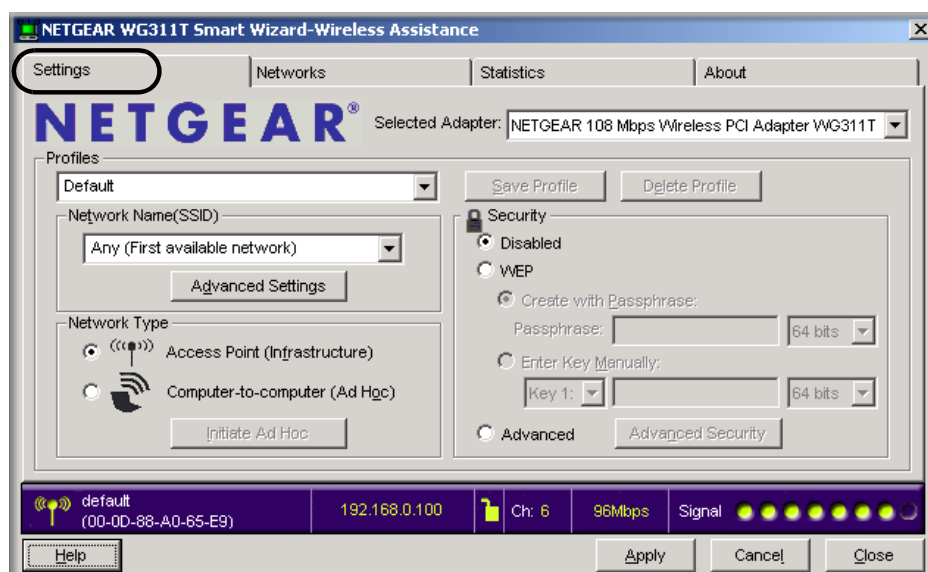 NETGEAR WG311T Smart Wizard-Wireless Assistance
Settings
Networks
Statistics
About
NETGEAR®
Selected Adapter:
NETGEAR 108 Mbps Wireless PCI Adapter WG311T
Profiles
Default
Save Profile
Delete Profile
Network Name(SSID)
Any (First available network)
Advanced Settings
Network Type
Access Point (Infrastructure)
Computer-to-computer (Ad Hoc)
Initiate Ad Hoc
Security
Disabled
WEP
Create with Passphrase:
Passphrase:
64 bits
Enter Key Manually:
Key 1:
64 bits
Advanced
Advanced Security
default
(00-0D-88-A0-65-E9)
192.168.0.100
Ch: 6
96Mbps
Signal
Help
Apply
Cancel
Close